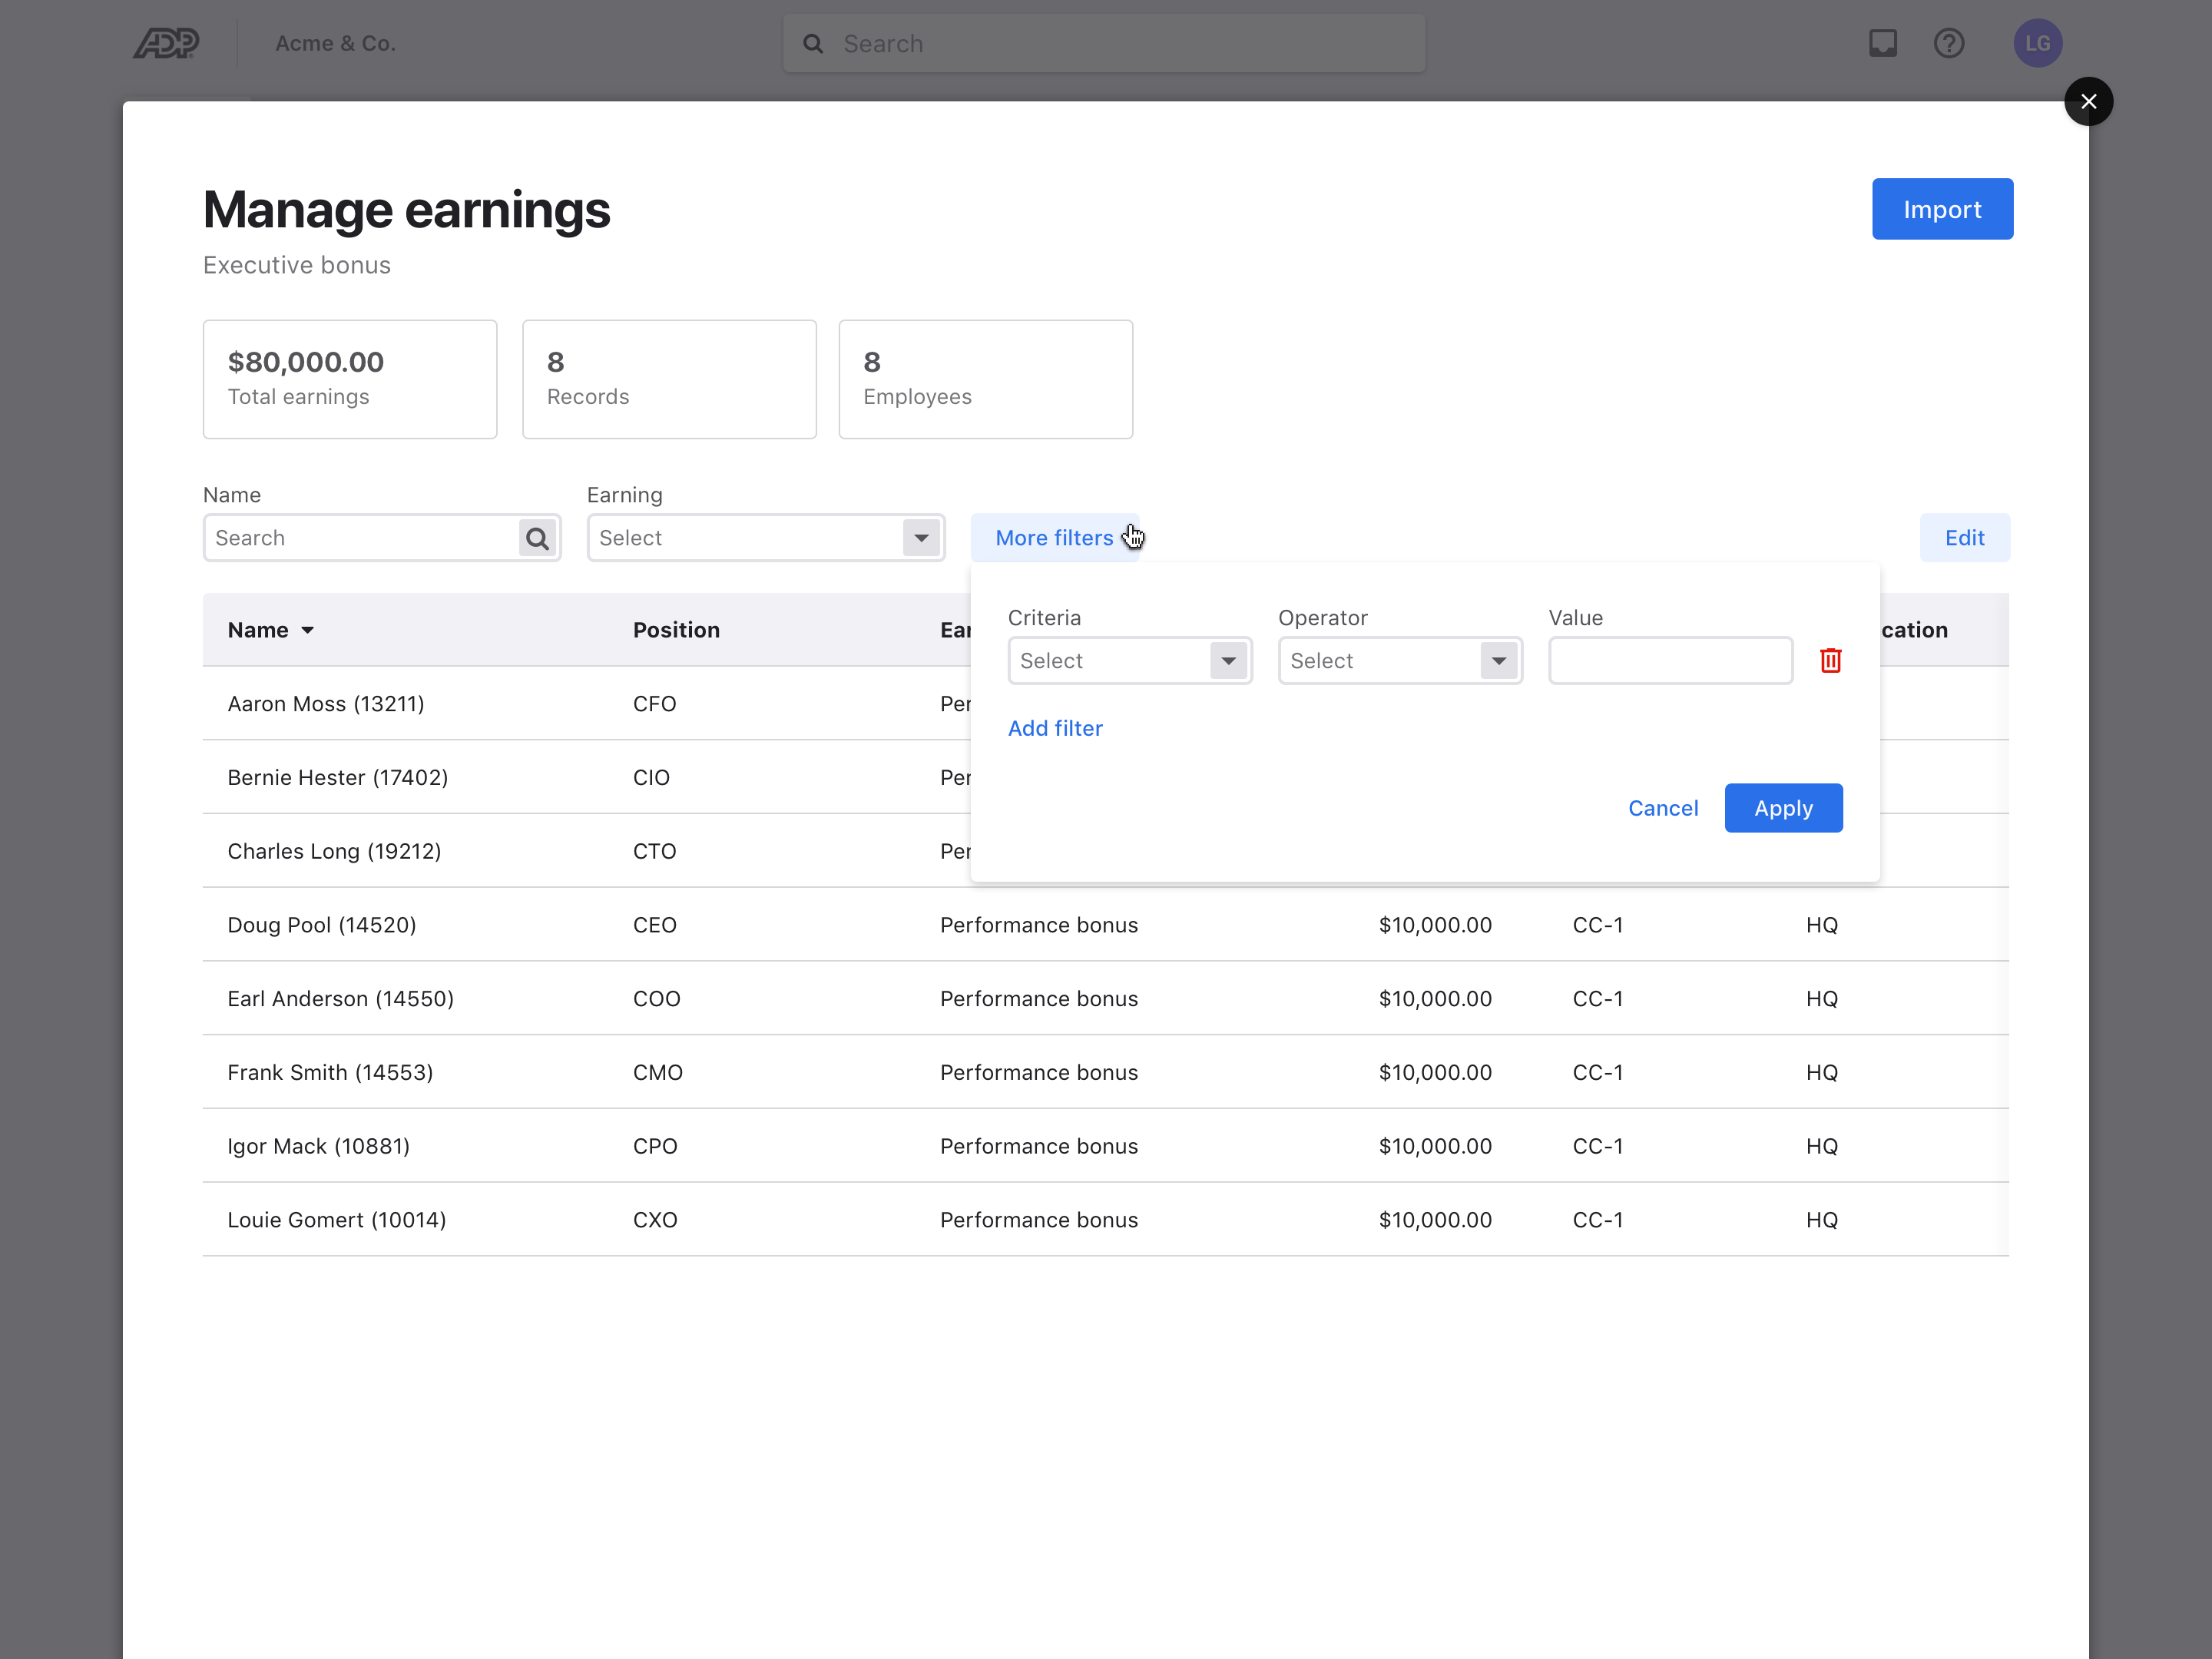 ADP
Acme & Co.
Search
LG
Manage earnings
Import
Executive bonus
$80,000.00
Total earnings
8
Records
8
Employees
Name
Earning
Search
Select
More filters
Edit
Criteria
Operator
Value
Select
Select
Add filter
Cancel
Apply
Name
Position
Ear
cation
Aaron Moss (13211)
CFO
Per
Bernie Hester (17402)
CIO
Per
Charles Long (19212)
CTO
Per
Doug Pool (14520)
CEO
Performance bonus
$10,000.00
CC-1
HQ
Earl Anderson (14550)
COO
Performance bonus
$10,000.00
CC-1
HQ
Frank Smith (14553)
CMO
Performance bonus
$10,000.00
CC-1
HQ
Igor Mack (10881)
CPO
Performance bonus
$10,000.00
CC-1
HQ
Louie Gomert (10014)
CXO
Performance bonus
$10,000.00
CC-1
HQ